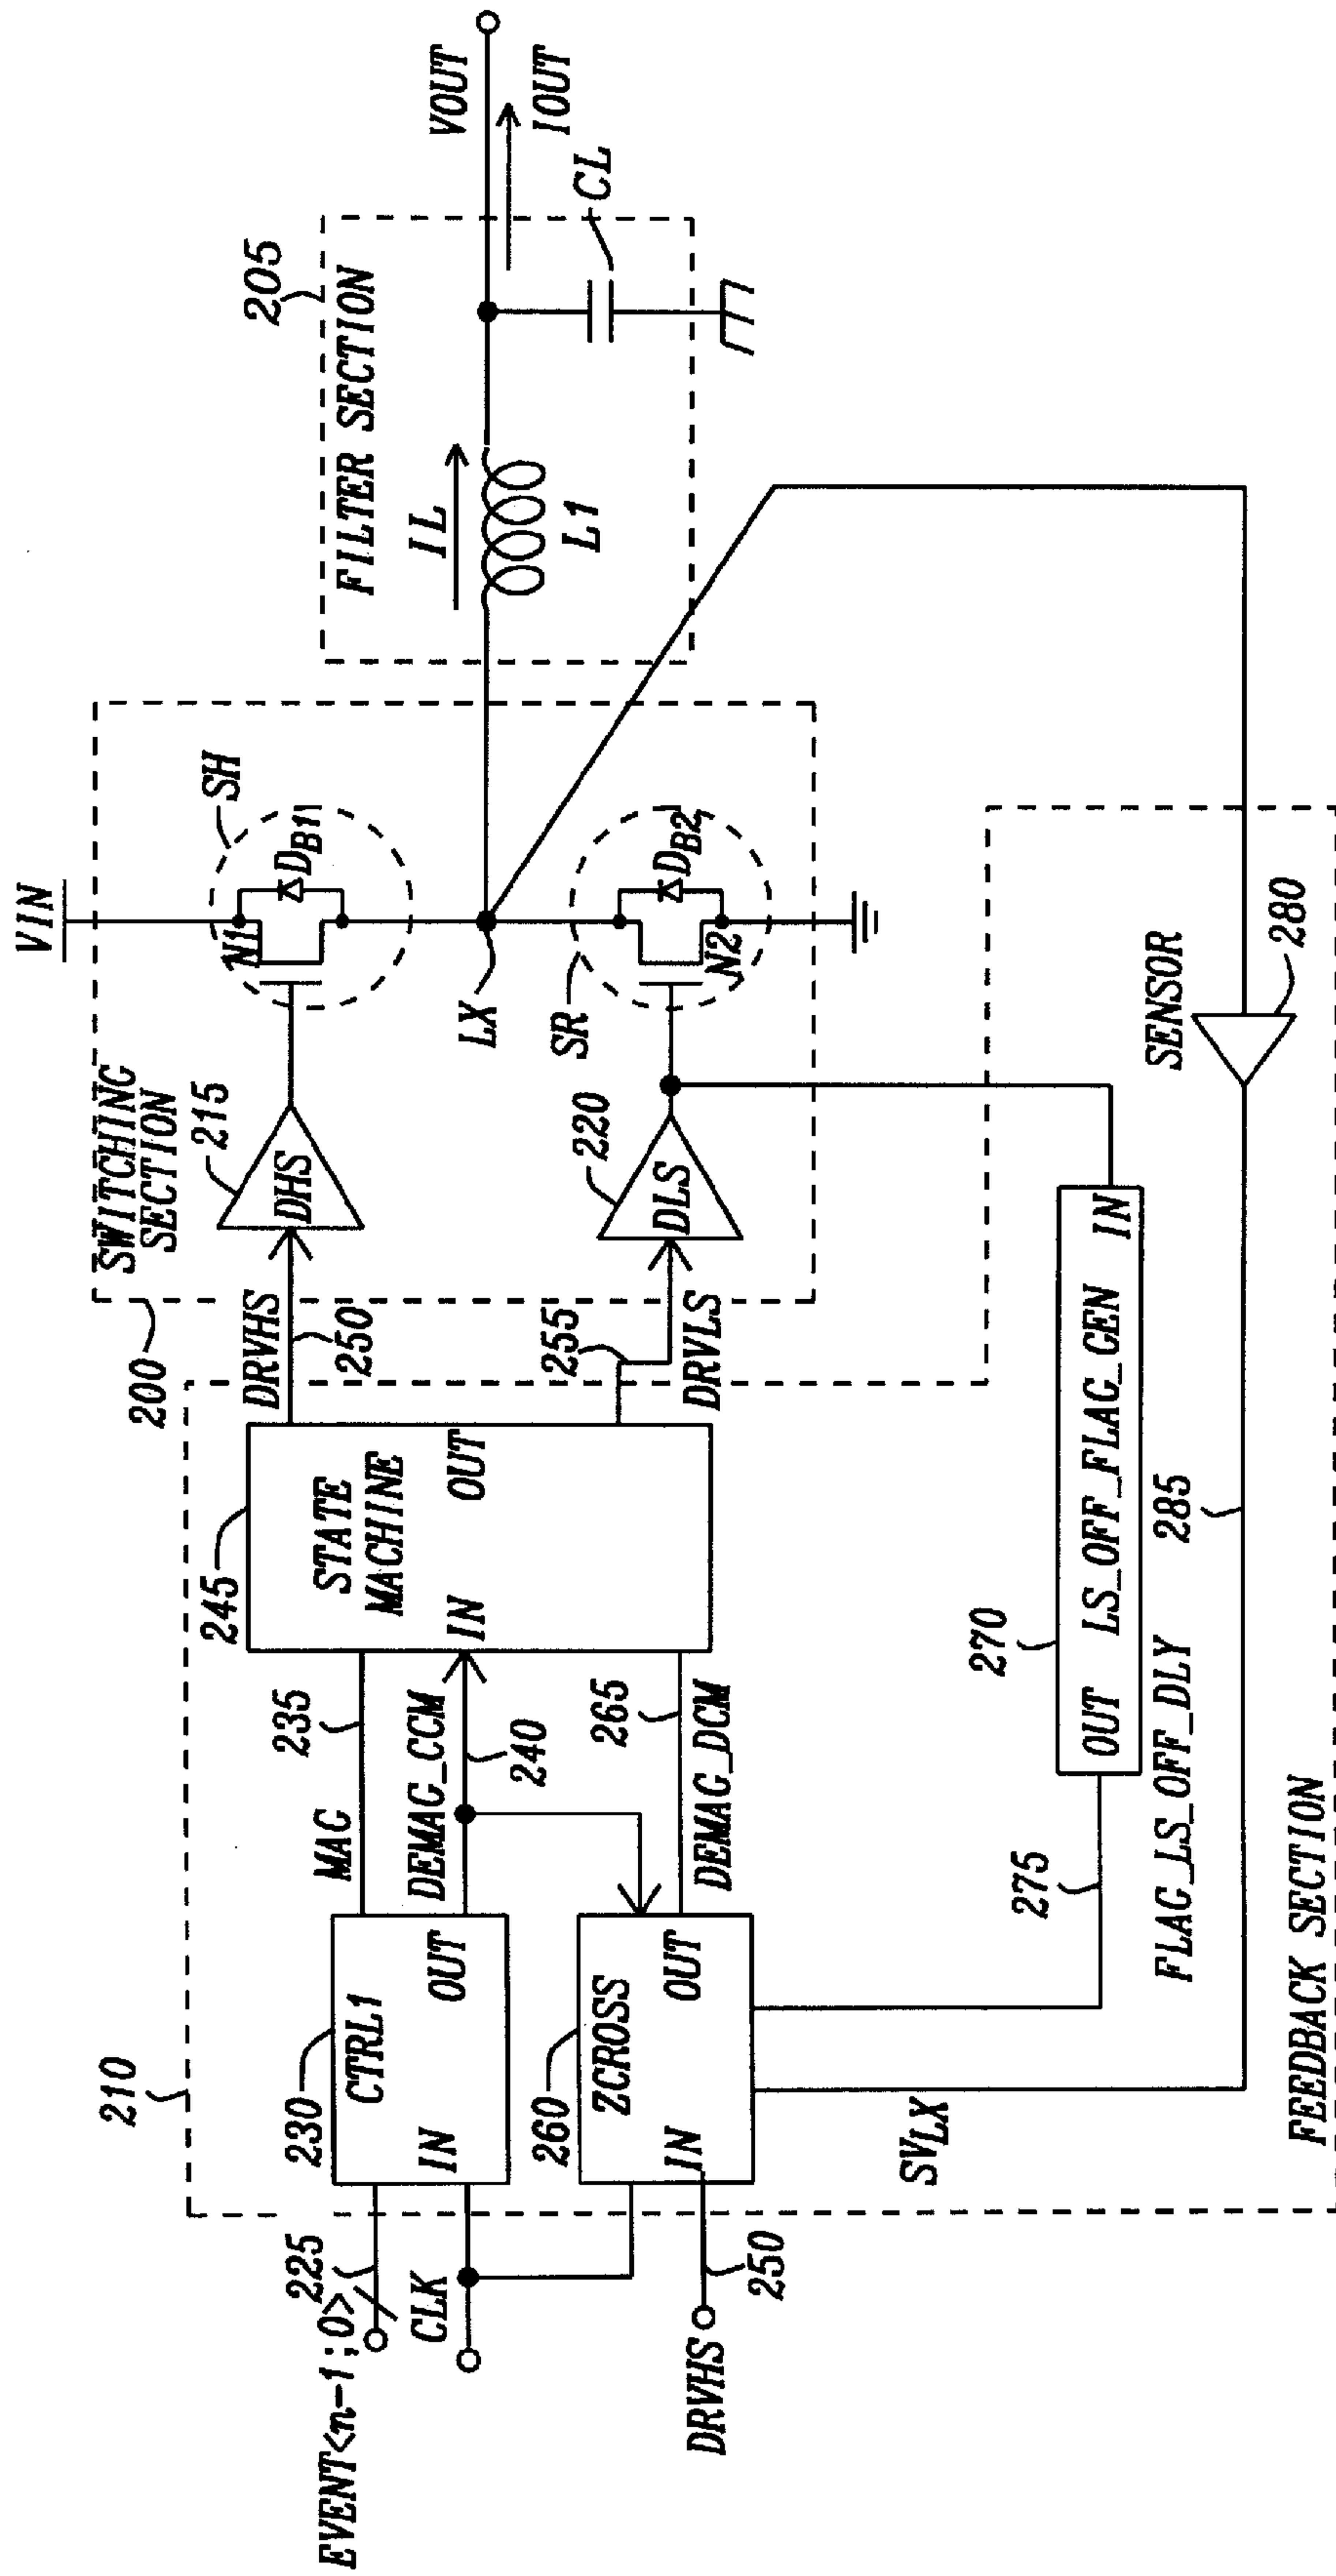 VIN
200
SWITCHING
SECTION
215
DHS
N1
DB1
SH
LX
220
DLS
SR
N2
DB2
205
FILTER SECTION
IL
L1
CL
VOUT
IOUT
210
EVENT<n-1;0>
225
CLK
DRVHS
250
230
CTRL1
IN
OUT
MAG
235
DEMAG_CCM
240
260
ZCROSS
IN
OUT
DEMAG_DCM
265
245
STATE
MACHINE
IN
OUT
DRVHS
250
255
DRVLS
SVLX
275
FLAG_LS_OFF_DLY
270
OUT LS_OFF_FLAG_GEN IN
285
SENSOR
280
FEEDBACK SECTION